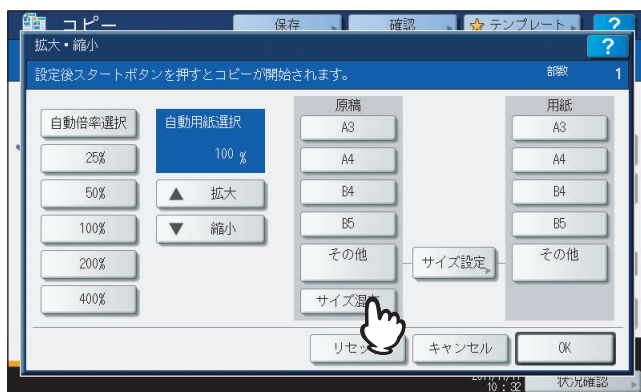 コピー
保存
確認
テンプレート
?
拡大・縮小
?
設定後スタートボタンを押すとコピーが開始されます。
部数 1
自動倍率選択
25%
50%
100%
200%
400%
自動用紙選択
100 %
▲ 拡大
▼ 縮小
原稿
A3
A4
B4
B5
その他
サイズ混
サイズ設定
用紙
A3
A4
B4
B5
その他
リセッ
キャンセル
OK
10:32
状況確認